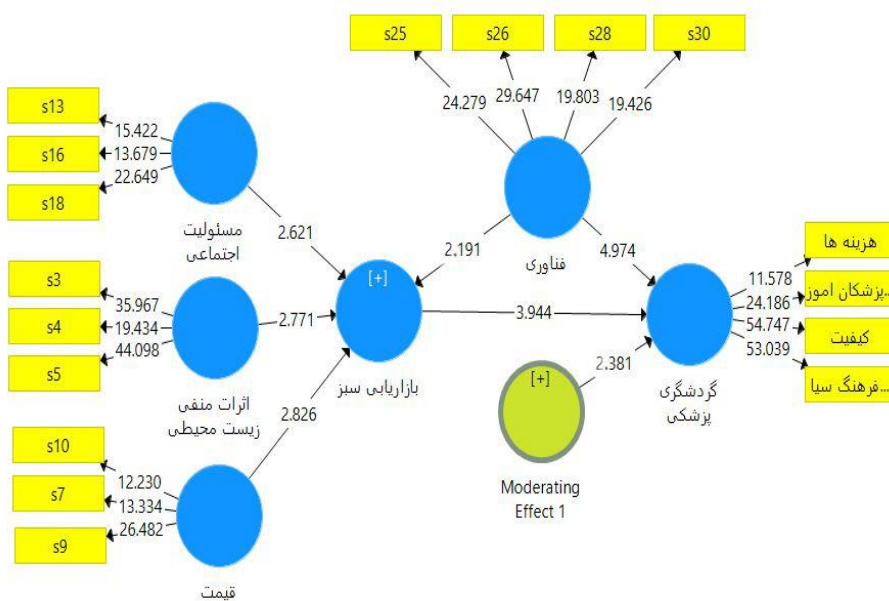 s25
s26
s28
s30
24.279
29.647
19.803
19.426
s13
s16
s18
15.422
13.679
22.649
مسئولیت
اجتماعی
2.621
2.191
فناوری
4.974
s3
s4
s5
35.967
19.434
44.098
اثرات منفی
زیست محیطی
2.771
[+]
بازاریابی سبز
3.944
گردشگری
پزشکی
هزینه ها
پزشکان اموز...
کیفیت
فرهنگ سیا...
11.578
24.186
54.747
53.039
s10
s7
s9
12.230
13.334
26.482
قیمت
2.826
[+]
2.381
Moderating
Effect 1